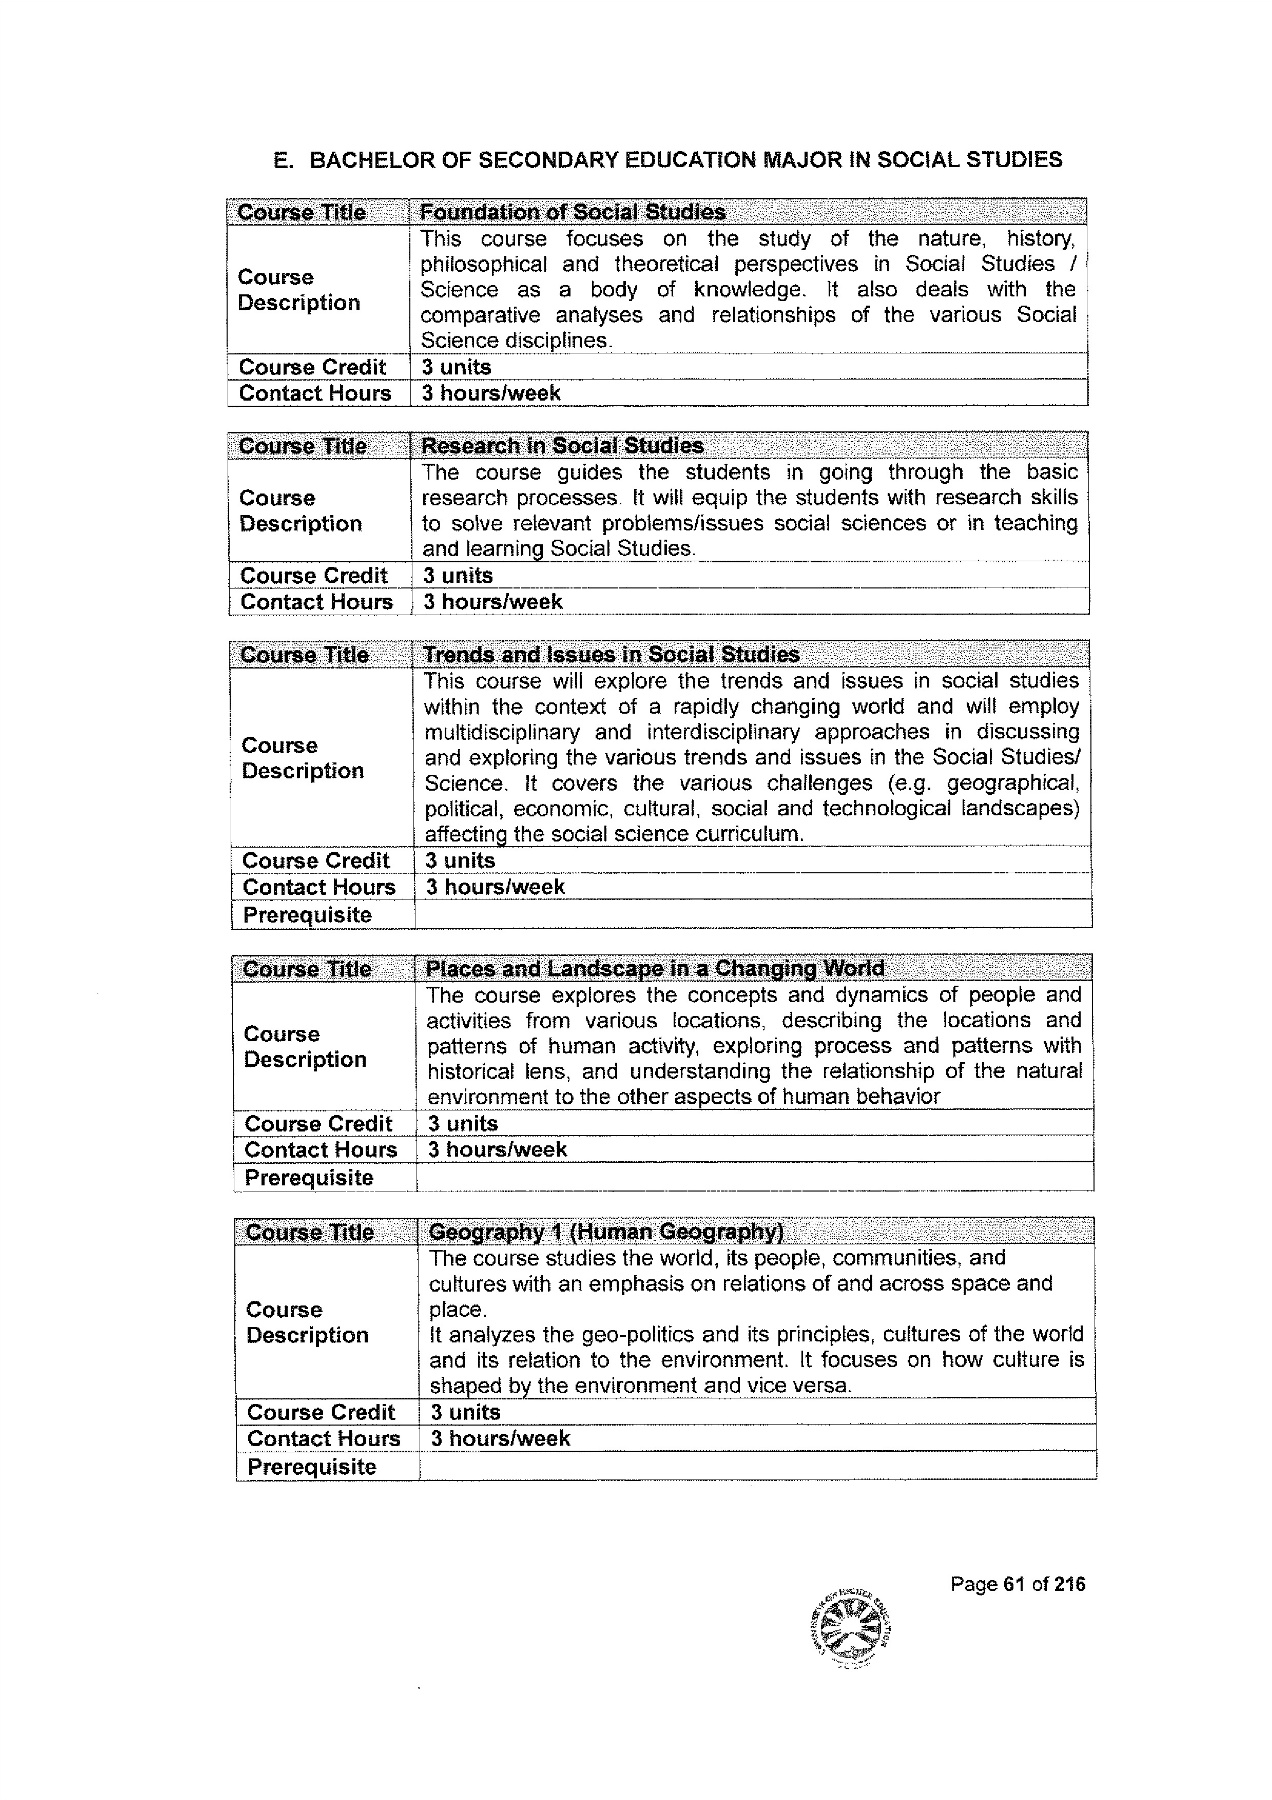 E. BACHELOR OF SECONDARY EDUCATION MAJOR IN SOCIAL STUDIES
Course Title Foundation of Social Studies
Course Description
This course focuses on the study of the nature, history,
philosophical and theoretical perspectives in Social Studies /
Science as a body of knowledge. It also deals with the
comparative analyses and relationships of the various Social
Science disciplines.
Course Credit 3 units
Contact Hours 3 hours/week
Course Title Research in Social Studies
Course Description
The course guides the students in going through the basic
research processes. It will equip the students with research skills
to solve relevant problems/issues social sciences or in teaching
and learning Social Studies.
Course Credit 3 units
Contact Hours 3 hours/week
Course Title Trends and Issues in Social Studies
Course Description
This course will explore the trends and issues in social studies
within the context of a rapidly changing world and will employ
multidisciplinary and interdisciplinary approaches in discussing
and exploring the various trends and issues in the Social Studies/
Science. It covers the various challenges (e.g. geographical,
political, economic, cultural, social and technological landscapes)
affecting the social science curriculum.
Course Credit 3 units
Contact Hours 3 hours/week
Prerequisite
Course Title Places and Landscape in a Changing World
Course Description
The course explores the concepts and dynamics of people and
activities from various locations, describing the locations and
patterns of human activity, exploring process and patterns with
historical lens, and understanding the relationship of the natural
environment to the other aspects of human behavior
Course Credit 3 units
Contact Hours 3 hours/week
Prerequisite
Course Title Geography 1 (Human Geography)
Course Description
The course studies the world, its people, communities, and
cultures with an emphasis on relations of and across space and
place.
It analyzes the geo-politics and its principles, cultures of the world
and its relation to the environment. It focuses on how culture is
shaped by the environment and vice versa.
Course Credit 3 units
Contact Hours 3 hours/week
Prerequisite
Page 61 of 216